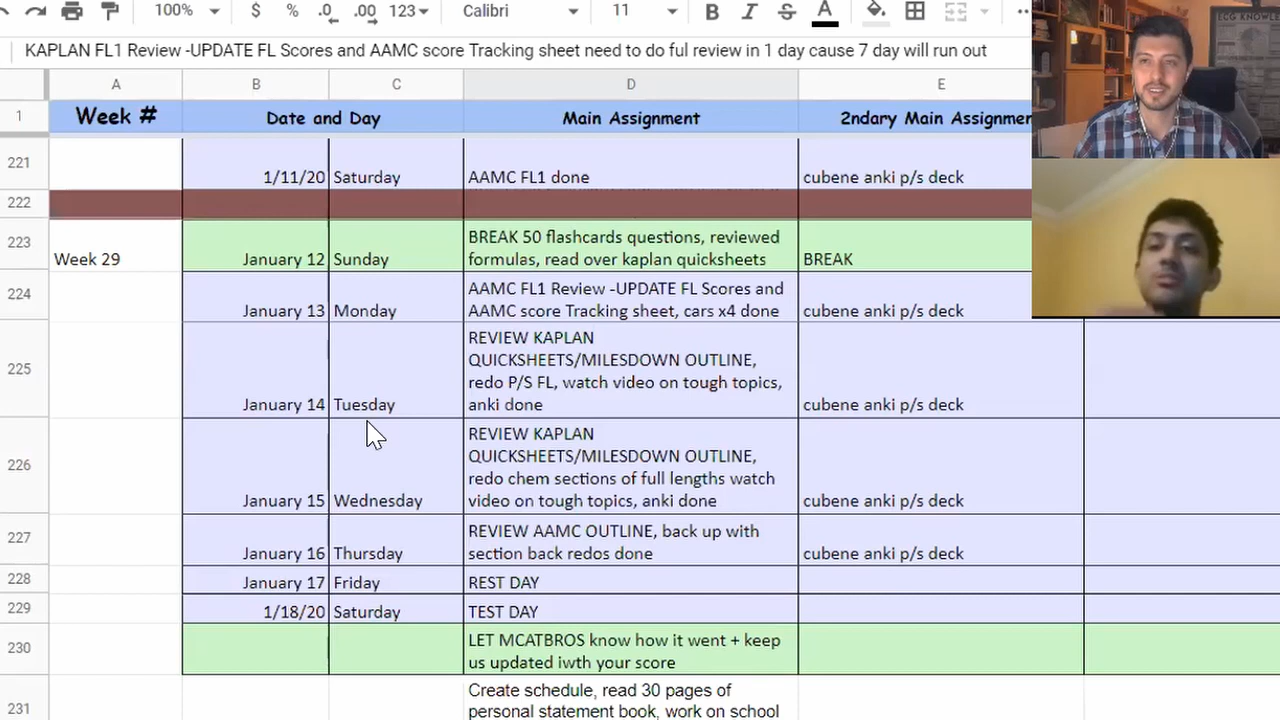 100% $ % .0 .00 123 Calibri 11 B I S A
KAPLAN FL1 Review -UPDATE FL Scores and AAMC score Tracking sheet need to do ful review in 1 day cause 7 day will run out
ECG KNOWLE
A B C D E
1 Week # Date and Day Main Assignment 2ndary Main Assignmen
221 1/11/20 Saturday AAMC FL1 done cubene anki p/s deck
222
BREAK 50 flashcards questions, reviewed
223 Week 29 January 12 Sunday formulas, read over kaplan quicksheets BREAK
AAMC FL1 Review -UPDATE FL Scores and
224 January 13 Monday AAMC score Tracking sheet, cars x4 done cubene anki p/s deck
REVIEW KAPLAN
QUICKSHEETS/MILESDOWN OUTLINE,
redo P/S FL, watch video on tough topics,
225 January 14 Tuesday anki done cubene anki p/s deck
REVIEW KAPLAN
QUICKSHEETS/MILESDOWN OUTLINE,
redo chem sections of full lengths watch
226 January 15 Wednesday video on tough topics, anki done cubene anki p/s deck
REVIEW AAMC OUTLINE, back up with
227 January 16 Thursday section back redos done cubene anki p/s deck
228 January 17 Friday REST DAY
229 1/18/20 Saturday TEST DAY
LET MCATBROS know how it went + keep
230 us updated iwth your score
Create schedule, read 30 pages of
231 personal statement book, work on school